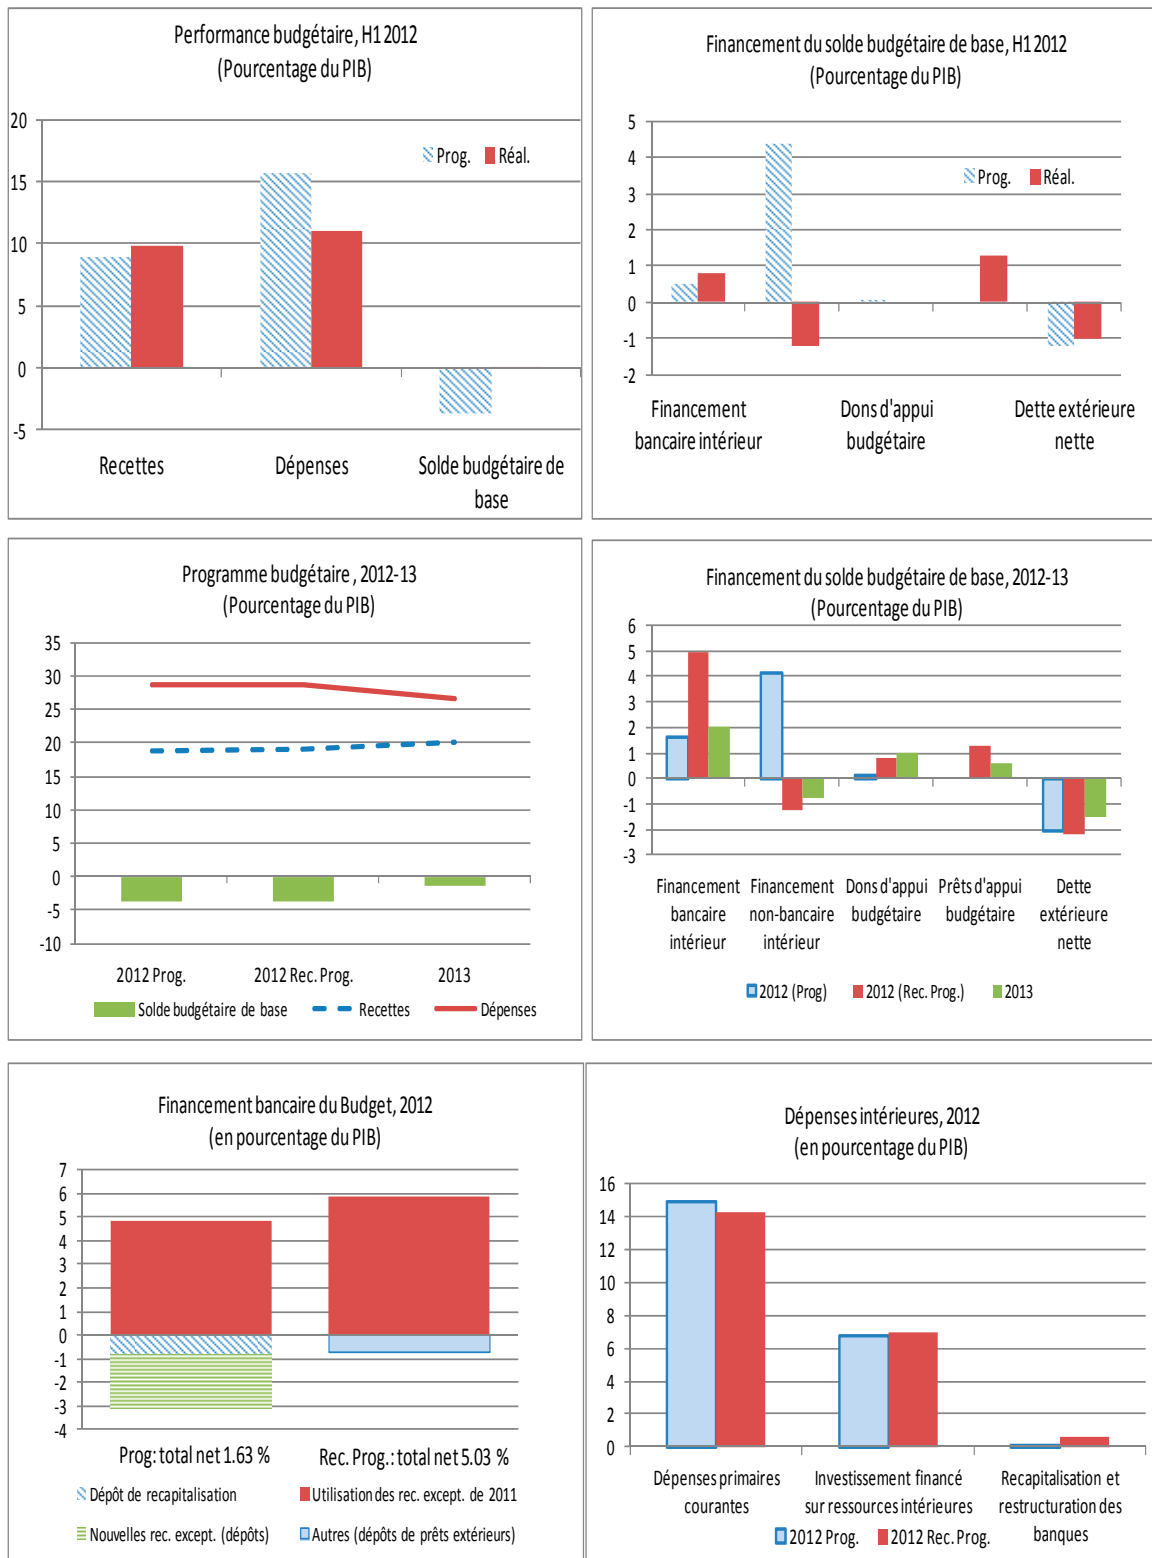 Performance budgétaire, H1 2012
(Pourcentage du PIB)
20
15
10
5
0
-5
Prog.
Réal.
Recettes
Dépenses
Solde budgétaire de
base
Financement du solde budgétaire de base, H1 2012
(Pourcentage du PIB)
5
4
3
2
1
0
-1
-2
Prog.
Réal.
Financement
bancaire intérieur
Dons d'appui
budgétaire
Dette extérieure
nette
Programme budgétaire , 2012-13
(Pourcentage du PIB)
35
30
25
20
15
10
5
0
-5
-10
2012 Prog.
2012 Rec. Prog.
2013
Solde budgétaire de base
Recettes
Dépenses
Financement du solde budgétaire de base, 2012-13
(Pourcentage du PIB)
6
5
4
3
2
1
0
-1
-2
-3
Financement
bancaire
intérieur
Financement
non-bancaire
intérieur
Dons d'appui
budgétaire
Prêts d'appui
budgétaire
Dette
extérieure
nette
2012 (Prog)
2012 (Rec. Prog.)
2013
Financement bancaire du Budget, 2012
(en pourcentage du PIB)
7
6
5
4
3
2
1
0
-1
-2
-3
-4
Prog: total net 1.63 %
Rec. Prog. : total net 5.03 %
Dépôt de recapitalisation
Utilisation des rec. except. de 2011
Nouvelles rec. except. (dépôts)
Autres (dépôts de prêts extérieurs)
Dépenses intérieures, 2012
(en pourcentage du PIB)
16
14
12
10
8
6
4
2
0
Dépenses primaires
courantes
Investissement financé
sur ressources intérieures
Recapitalisation et
restructuration des
banques
2012 Prog.
2012 Rec. Prog.